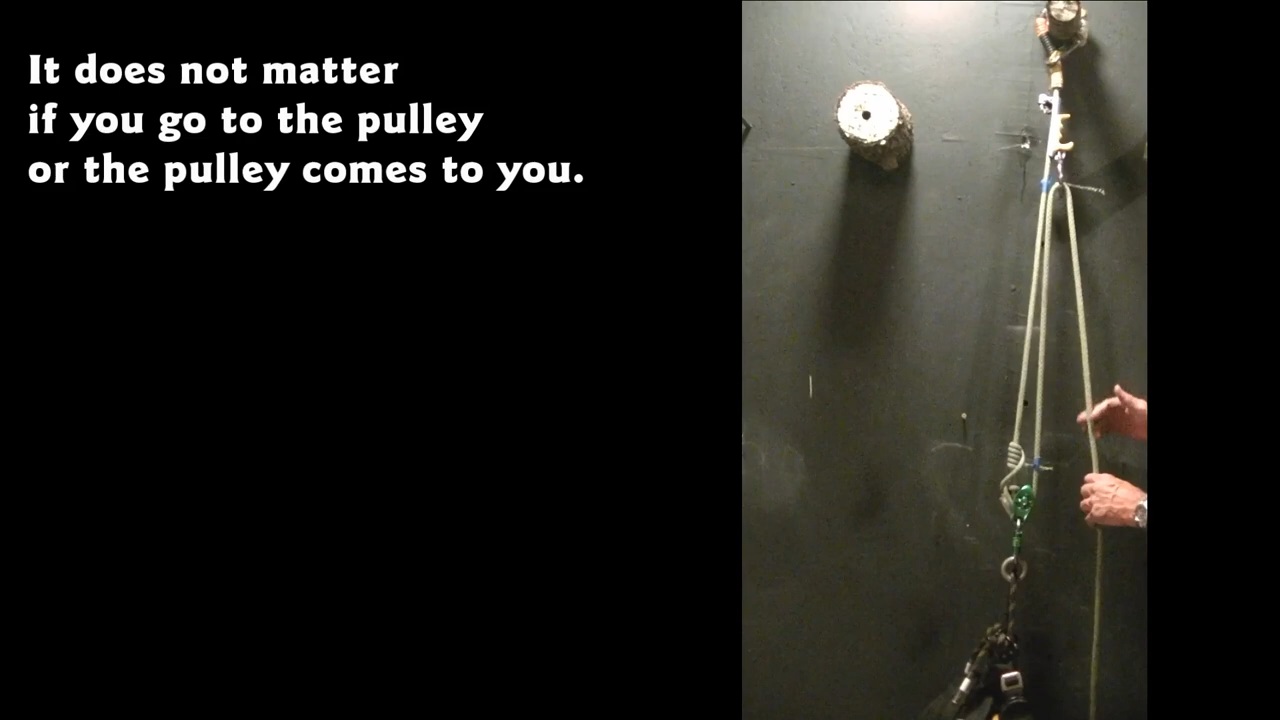 It does not matter
if you go to the pulley
or the pulley comes to you.